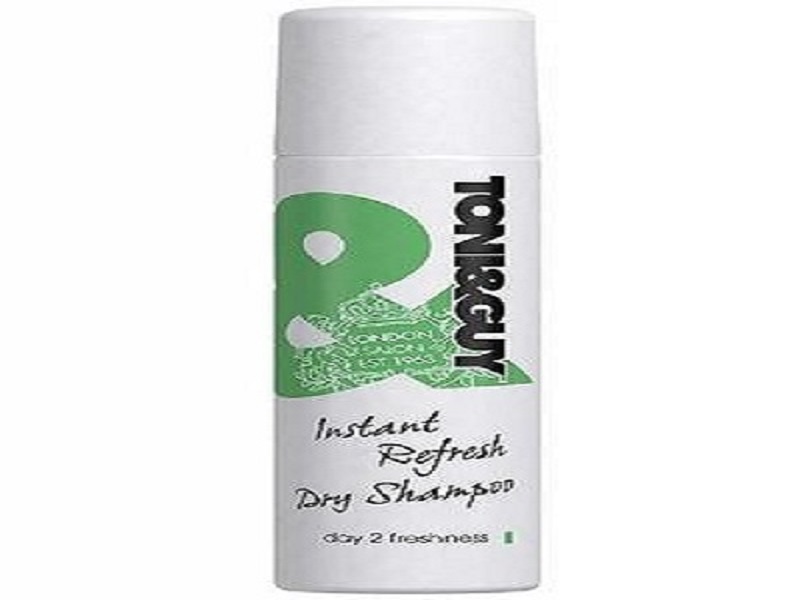 TONI&GUY
LONDON
SALON
EST 1963
Instant
Refresh
Dry Shampoo
day 2 freshness